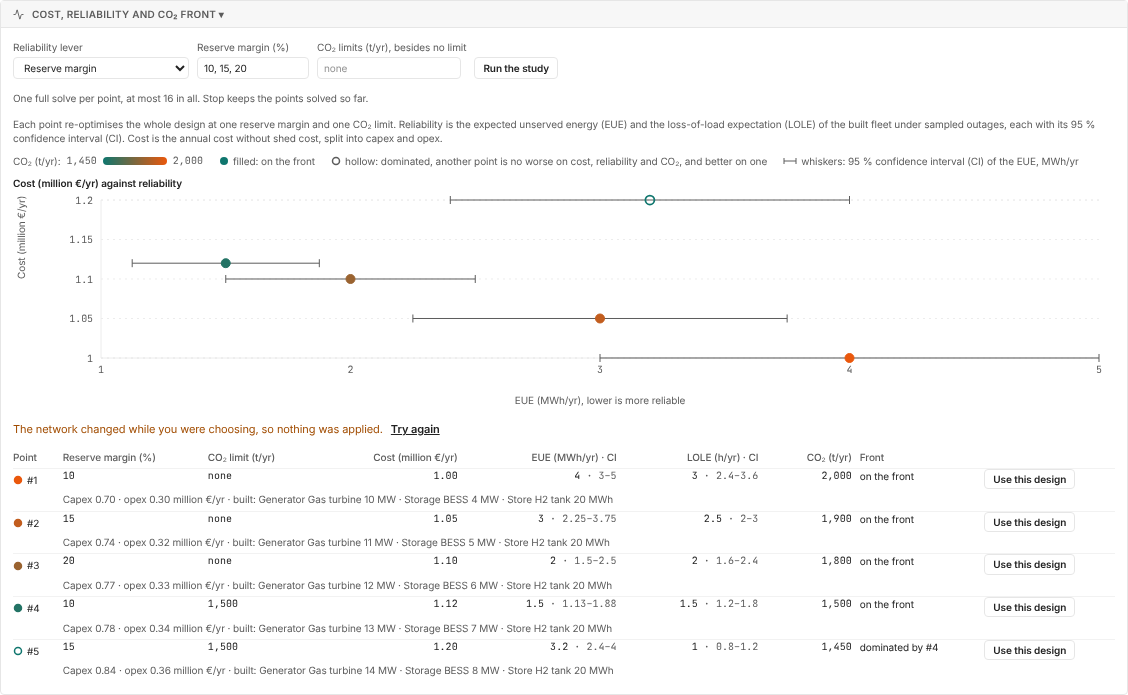 COST, RELIABILITY AND CO₂ FRONT ▾
Reliability lever
Reserve margin (%)
CO₂ limits (t/yr), besides no limit
Reserve margin
10, 15, 20
none
Run the study
One full solve per point, at most 16 in all. Stop keeps the points solved so far.
Each point re-optimises the whole design at one reserve margin and one CO₂ limit. Reliability is the expected unserved energy (EUE) and the loss-of-load expectation (LOLE) of the built fleet under sampled outages, each with its 95 %
confidence interval (CI). Cost is the annual cost without shed cost, split into capex and opex.
CO₂ (t/yr): 1,450 2,000 filled: on the front hollow: dominated, another point is no worse on cost, reliability and CO₂, and better on one whiskers: 95 % confidence interval (CI) of the EUE, MWh/yr
Cost (million €/yr) against reliability
Cost (million €/yr)
1.2
1.15
1.1
1.05
1
1 2 3 4 5
EUE (MWh/yr), lower is more reliable
The network changed while you were choosing, so nothing was applied. Try again
Point Reserve margin (%) CO₂ limit (t/yr) Cost (million €/yr) EUE (MWh/yr) · CI LOLE (h/yr) · CI CO₂ (t/yr) Front
#1 10 none 1.00 4 · 3–5 3 · 2.4–3.6 2,000 on the front Use this design
Capex 0.70 · opex 0.30 million €/yr · built: Generator Gas turbine 10 MW · Storage BESS 4 MW · Store H2 tank 20 MWh
#2 15 none 1.05 3 · 2.25–3.75 2.5 · 2–3 1,900 on the front Use this design
Capex 0.74 · opex 0.32 million €/yr · built: Generator Gas turbine 11 MW · Storage BESS 5 MW · Store H2 tank 20 MWh
#3 20 none 1.10 2 · 1.5–2.5 2 · 1.6–2.4 1,800 on the front Use this design
Capex 0.77 · opex 0.33 million €/yr · built: Generator Gas turbine 12 MW · Storage BESS 6 MW · Store H2 tank 20 MWh
#4 10 1,500 1.12 1.5 · 1.13–1.88 1.5 · 1.2–1.8 1,500 on the front Use this design
Capex 0.78 · opex 0.34 million €/yr · built: Generator Gas turbine 13 MW · Storage BESS 7 MW · Store H2 tank 20 MWh
#5 15 1,500 1.20 3.2 · 2.4–4 1 · 0.8–1.2 1,450 dominated by #4 Use this design
Capex 0.84 · opex 0.36 million €/yr · built: Generator Gas turbine 14 MW · Storage BESS 8 MW · Store H2 tank 20 MWh